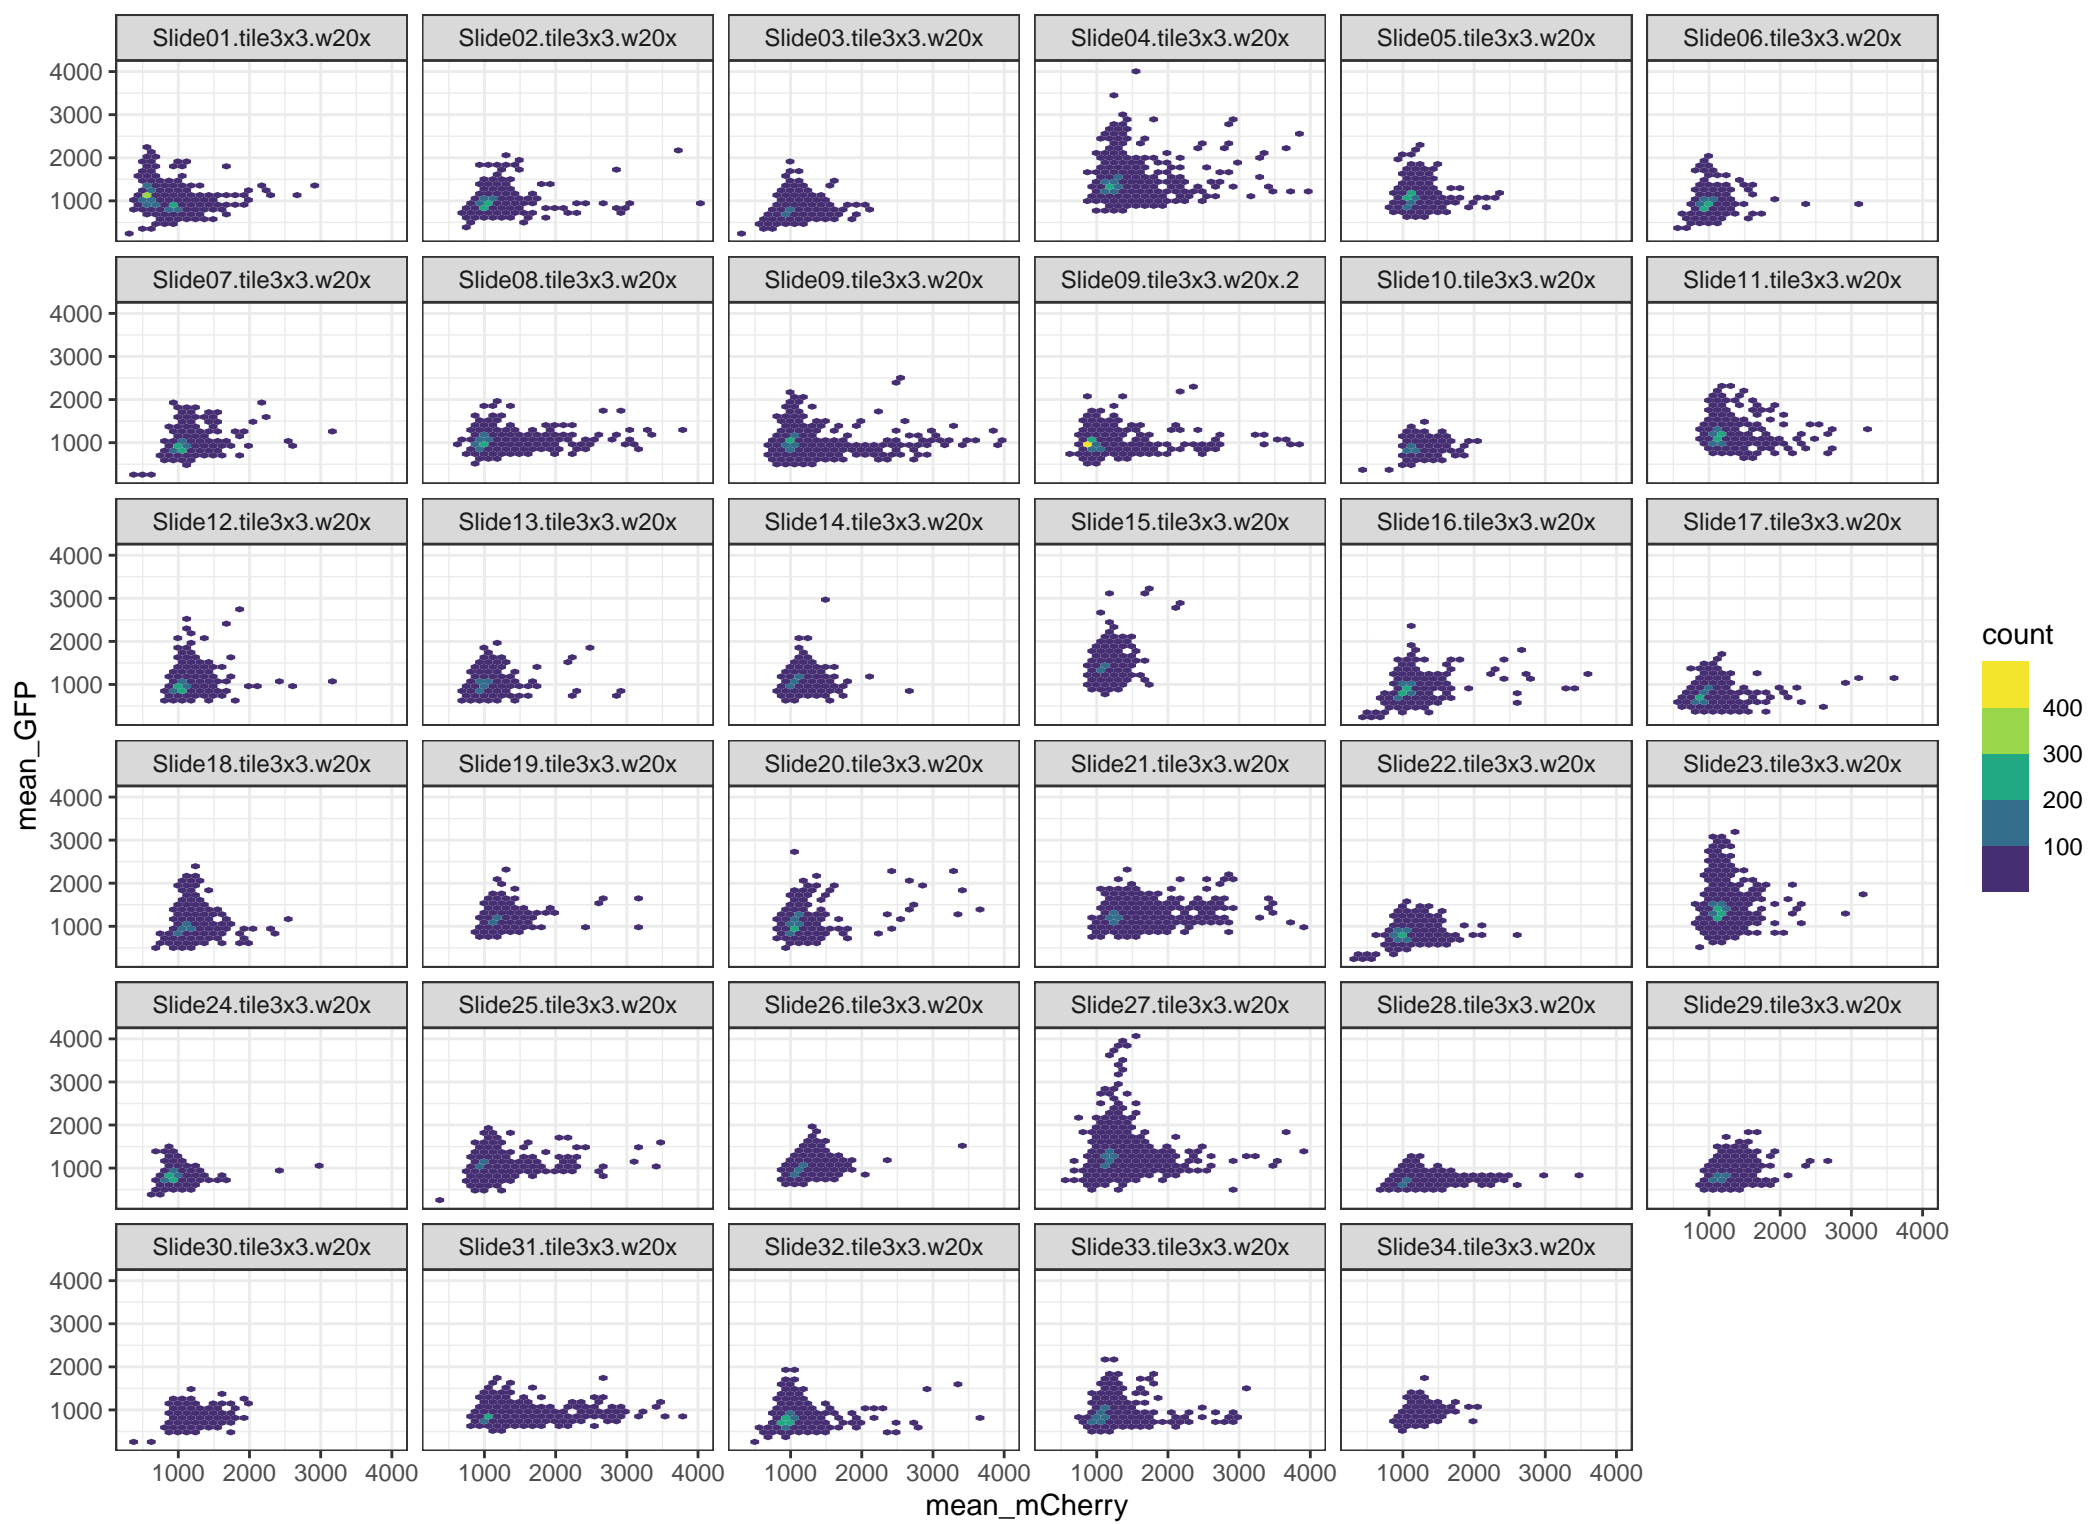 Slide01.tile3x3.w20x Slide02.tile3x3.w20x Slide03.tile3x3.w20x Slide04.tile3x3.w20x Slide05.tile3x3.w20x Slide06.tile3x3.w20x
4000
3000
2000
1000
Slide07.tile3x3.w20x Slide08.tile3x3.w20x Slide09.tile3x3.w20x Slide09.tile3x3.w20x.2 Slide10.tile3x3.w20x Slide11.tile3x3.w20x
4000
3000
2000
1000
Slide12.tile3x3.w20x Slide13.tile3x3.w20x Slide14.tile3x3.w20x Slide15.tile3x3.w20x Slide16.tile3x3.w20x Slide17.tile3x3.w20x
4000
3000
2000
1000
mean_GFP
Slide18.tile3x3.w20x Slide19.tile3x3.w20x Slide20.tile3x3.w20x Slide21.tile3x3.w20x Slide22.tile3x3.w20x Slide23.tile3x3.w20x
4000
3000
2000
1000
Slide24.tile3x3.w20x Slide25.tile3x3.w20x Slide26.tile3x3.w20x Slide27.tile3x3.w20x Slide28.tile3x3.w20x Slide29.tile3x3.w20x
4000
3000
2000
1000
1000 2000 3000 4000
Slide30.tile3x3.w20x Slide31.tile3x3.w20x Slide32.tile3x3.w20x Slide33.tile3x3.w20x Slide34.tile3x3.w20x
4000
3000
2000
1000
1000 2000 3000 4000 1000 2000 3000 4000 1000 2000 3000 4000 1000 2000 3000 4000 1000 2000 3000 4000
mean_mCherry
count
400
300
200
100